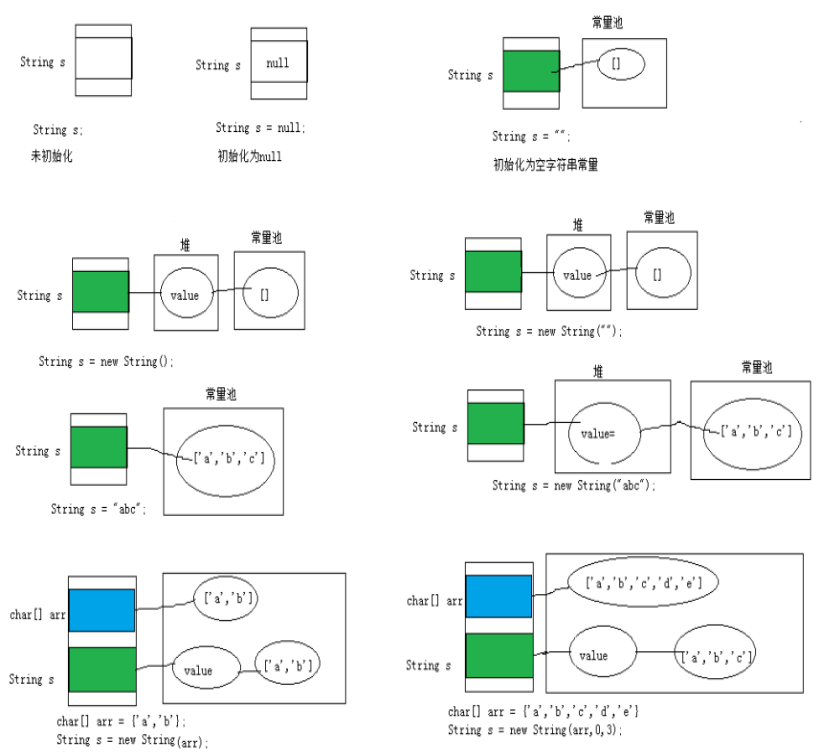 String s
String s;
未初始化
String s
null
String s = null;
初始化为null
常量池
String s
[]
String s = "";
初始化为空字符串常量
堆
常量池
String s
value
[]
String s = new String();
堆
常量池
String s
value
[]
String s = new String("");
常量池
String s
['a','b','c']
String s = "abc";
堆
常量池
String s
value=
['a','b','c']
String s = new String("abc");
char[] arr
['a','b']
String s
value
['a','b']
char[] arr = {'a','b'};
String s = new String(arr);
char[] arr
['a','b','c','d','e']
String s
value
['a','b','c']
char[] arr = {'a','b','c','d','e'}
String s = new String(arr,0,3);